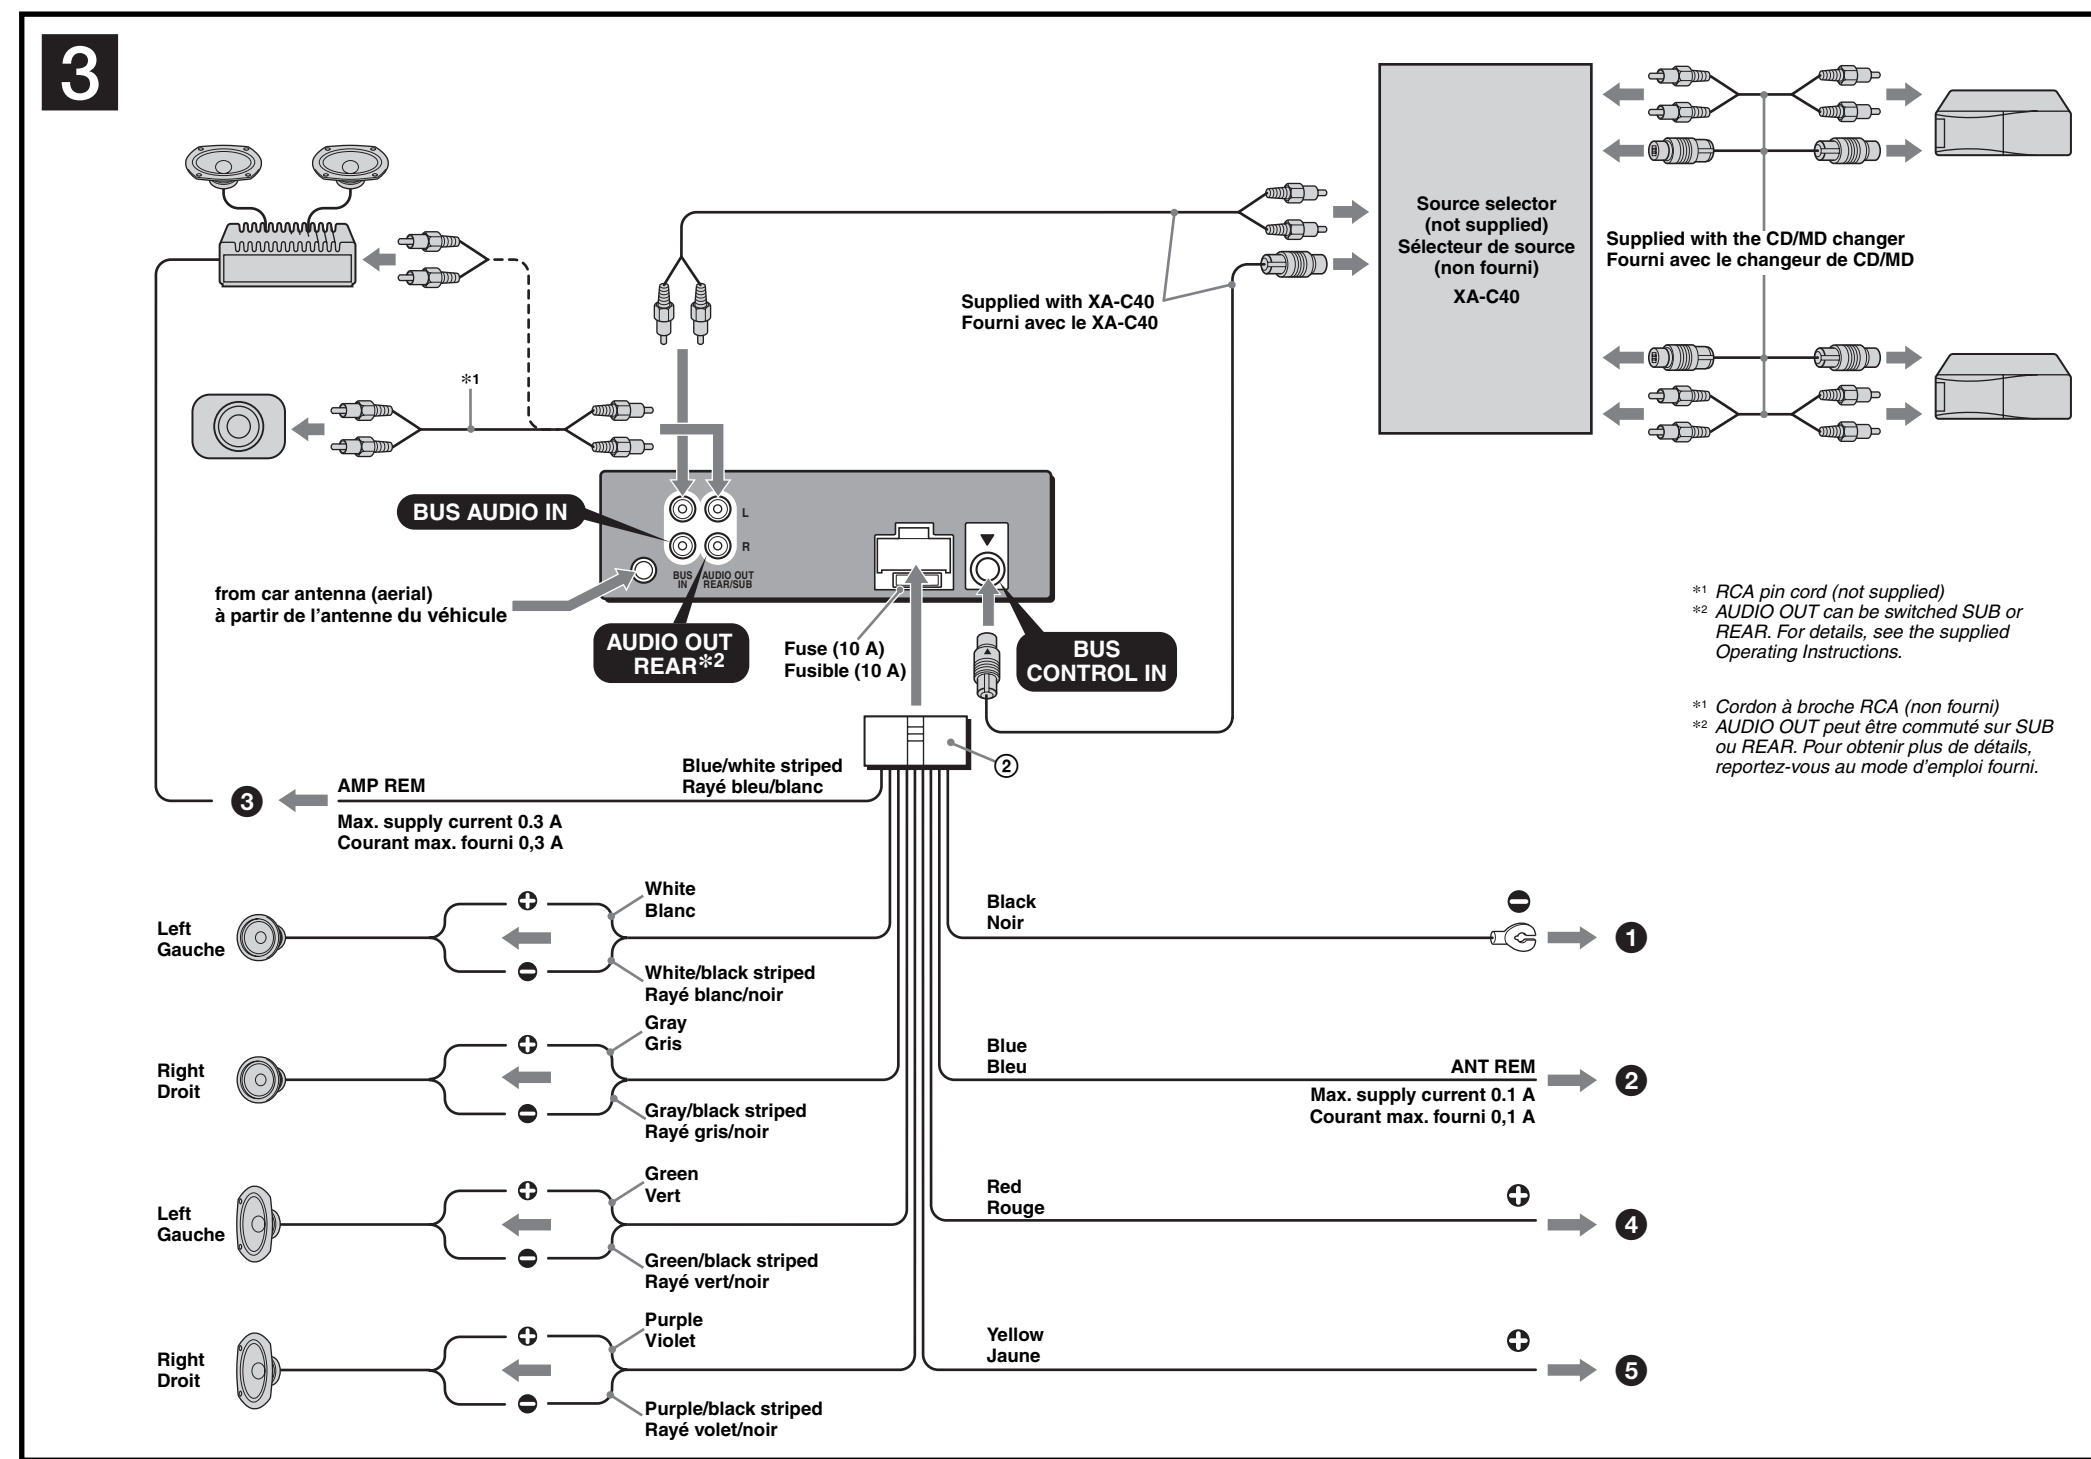 3
Source selector
(not supplied)
Sélecteur de source
(non fourni)
XA-C40
Supplied with the CD/MD changer
Fourni avec le changeur de CD/MD
Supplied with XA-C40
Fourni avec le XA-C40
*1
BUS AUDIO IN
L
R
BUS
IN
AUDIO OUT
REAR/SUB
from car antenna (aerial)
à partir de l'antenne du véhicule
AUDIO OUT
REAR*2
Fuse (10 A)
Fusible (10 A)
BUS
CONTROL IN
*1 RCA pin cord (not supplied)
*2 AUDIO OUT can be switched SUB or
REAR. For details, see the supplied
Operating Instructions.
*1 Cordon à broche RCA (non fourni)
*2 AUDIO OUT peut être commuté sur SUB
ou REAR. Pour obtenir plus de détails,
reportez-vous au mode d'emploi fourni.
②
Blue/white striped
Rayé bleu/blanc
❸
AMP REM
Max. supply current 0.3 A
Courant max. fourni 0,3 A
Left
Gauche
+
−
White
Blanc
White/black striped
Rayé blanc/noir
Black
Noir
−
❶
Right
Droit
+
−
Gray
Gris
Gray/black striped
Rayé gris/noir
Blue
Bleu
ANT REM
Max. supply current 0.1 A
Courant max. fourni 0,1 A
❷
Left
Gauche
+
−
Green
Vert
Green/black striped
Rayé vert/noir
Red
Rouge
+
❹
Right
Droit
+
−
Purple
Violet
Purple/black striped
Rayé volet/noir
Yellow
Jaune
+
❺